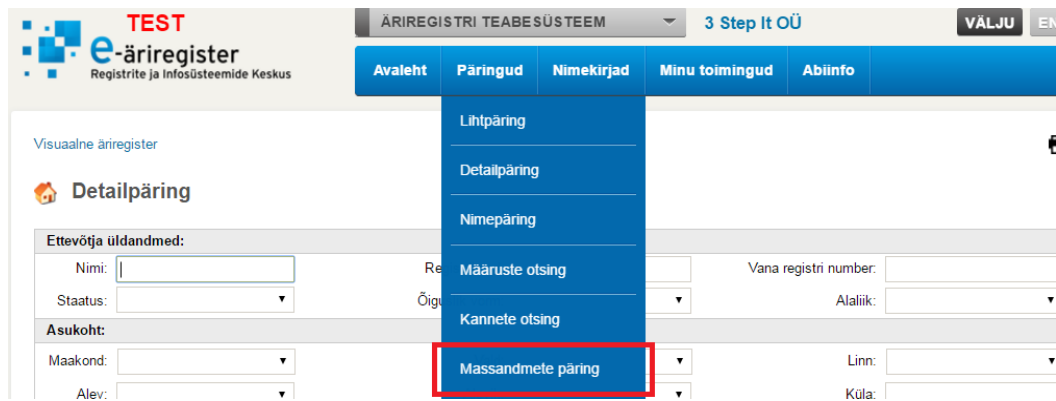 TEST
ÄRIREGISTRI TEABESÜSTEEM
3 Step It OÜ
VÄLJU
EN
e-äriregister
Registrite ja Infosüsteemide Keskus
Avaleht Päringud Nimekirjad Minu toimingud Abiinfo
Lihtpäring
Visuaalne äriregister
Detailpäring
Detailpäring
Nimepäring
Ettevõtja üldandmed:
Nimi: Re Vana registri number:
Määruste otsing
Staatus: Õigu Alaliik:
Kannete otsing
Asukoht:
Maakond: Linn:
Massandmete päring
Alev: Küla: